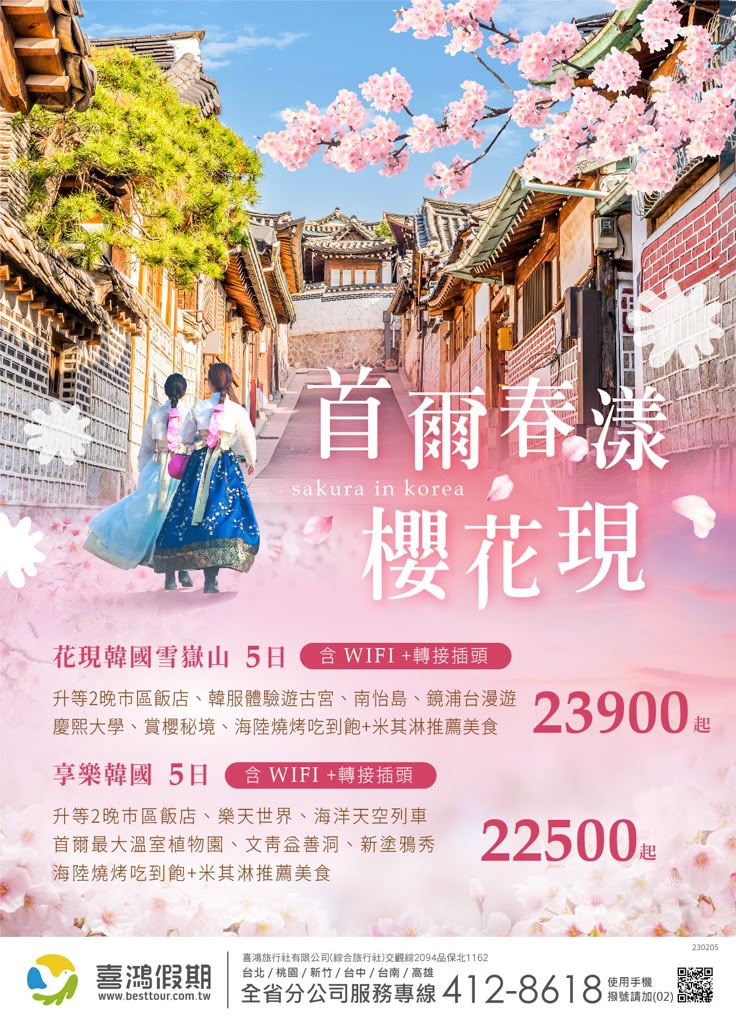 首爾春漾
sakura in korea
櫻花現
花現韓國雪嶽山 5日 含 WIFI +轉接插頭
升等2晚市區飯店、韓服體驗遊古宮、南怡島、鏡浦台漫遊
慶熙大學、賞櫻秘境、海陸燒烤吃到飽+米其淋推薦美食
23900起
享樂韓國 5日 含 WIFI +轉接插頭
升等2晚市區飯店、樂天世界、海洋天空列車
首爾最大溫室植物園、文青益善洞、新塗鴉秀
海陸燒烤吃到飽+米其淋推薦美食
22500起
230205
喜鴻假期
www.besttour.com.tw
喜鴻旅行社有限公司(綜合旅行社)交觀綜2094品保北1162
台北/桃園/新竹/台中/台南/高雄
全省分公司服務專線 412-8618
使用手機
撥號請加(02)